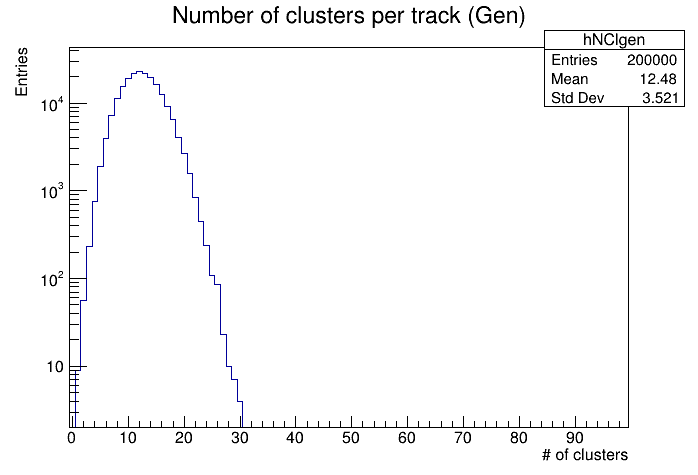 Number of clusters per track (Gen)
hNClgen
Entries 200000
Mean 12.48
Std Dev 3.521
Entries
10⁴
10³
10²
10
0 10 20 30 40 50 60 70 80 90
# of clusters